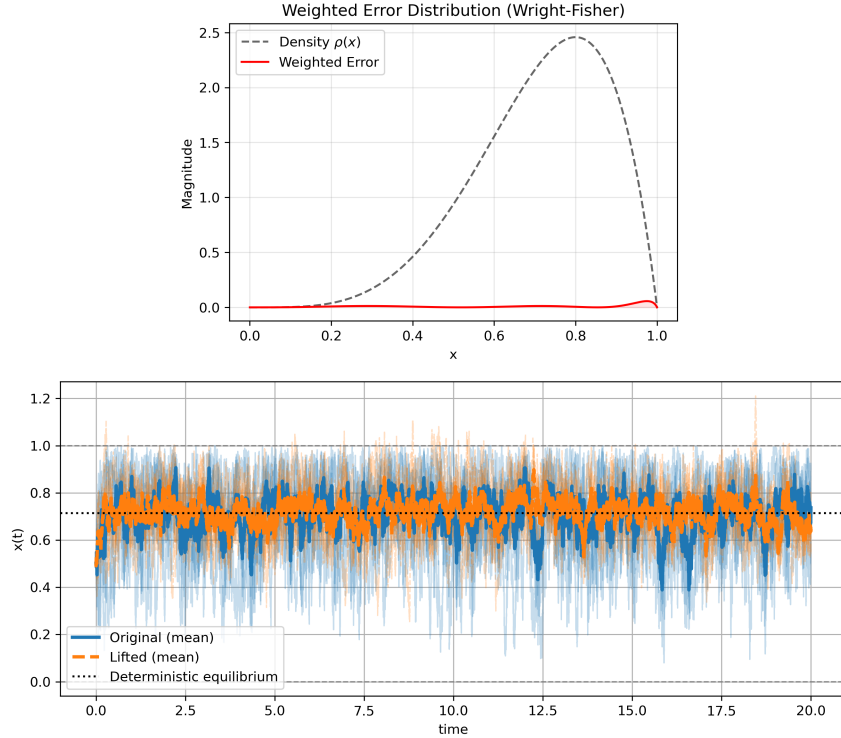 Weighted Error Distribution (Wright-Fisher)
Density ρ(x)
Weighted Error
2.5
2.0
1.5
1.0
0.5
0.0
Magnitude
0.0 0.2 0.4 0.6 0.8 1.0
x
1.2
1.0
0.8
0.6
0.4
0.2
0.0
x(t)
Original (mean)
Lifted (mean)
Deterministic equilibrium
0.0 2.5 5.0 7.5 10.0 12.5 15.0 17.5 20.0
time